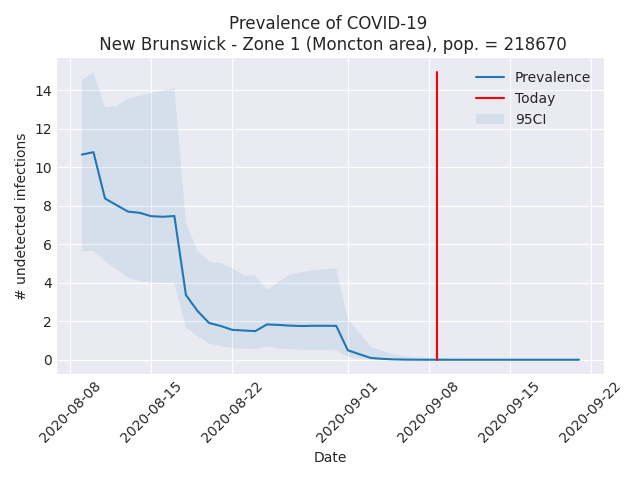 Prevalence of COVID-19
New Brunswick - Zone 1 (Moncton area), pop. = 218670
Prevalence
Today
95CI
# undetected infections
14
12
10
8
6
4
2
0
2020-08-08
2020-08-15
2020-08-22
2020-09-01
2020-09-08
2020-09-15
2020-09-22
Date